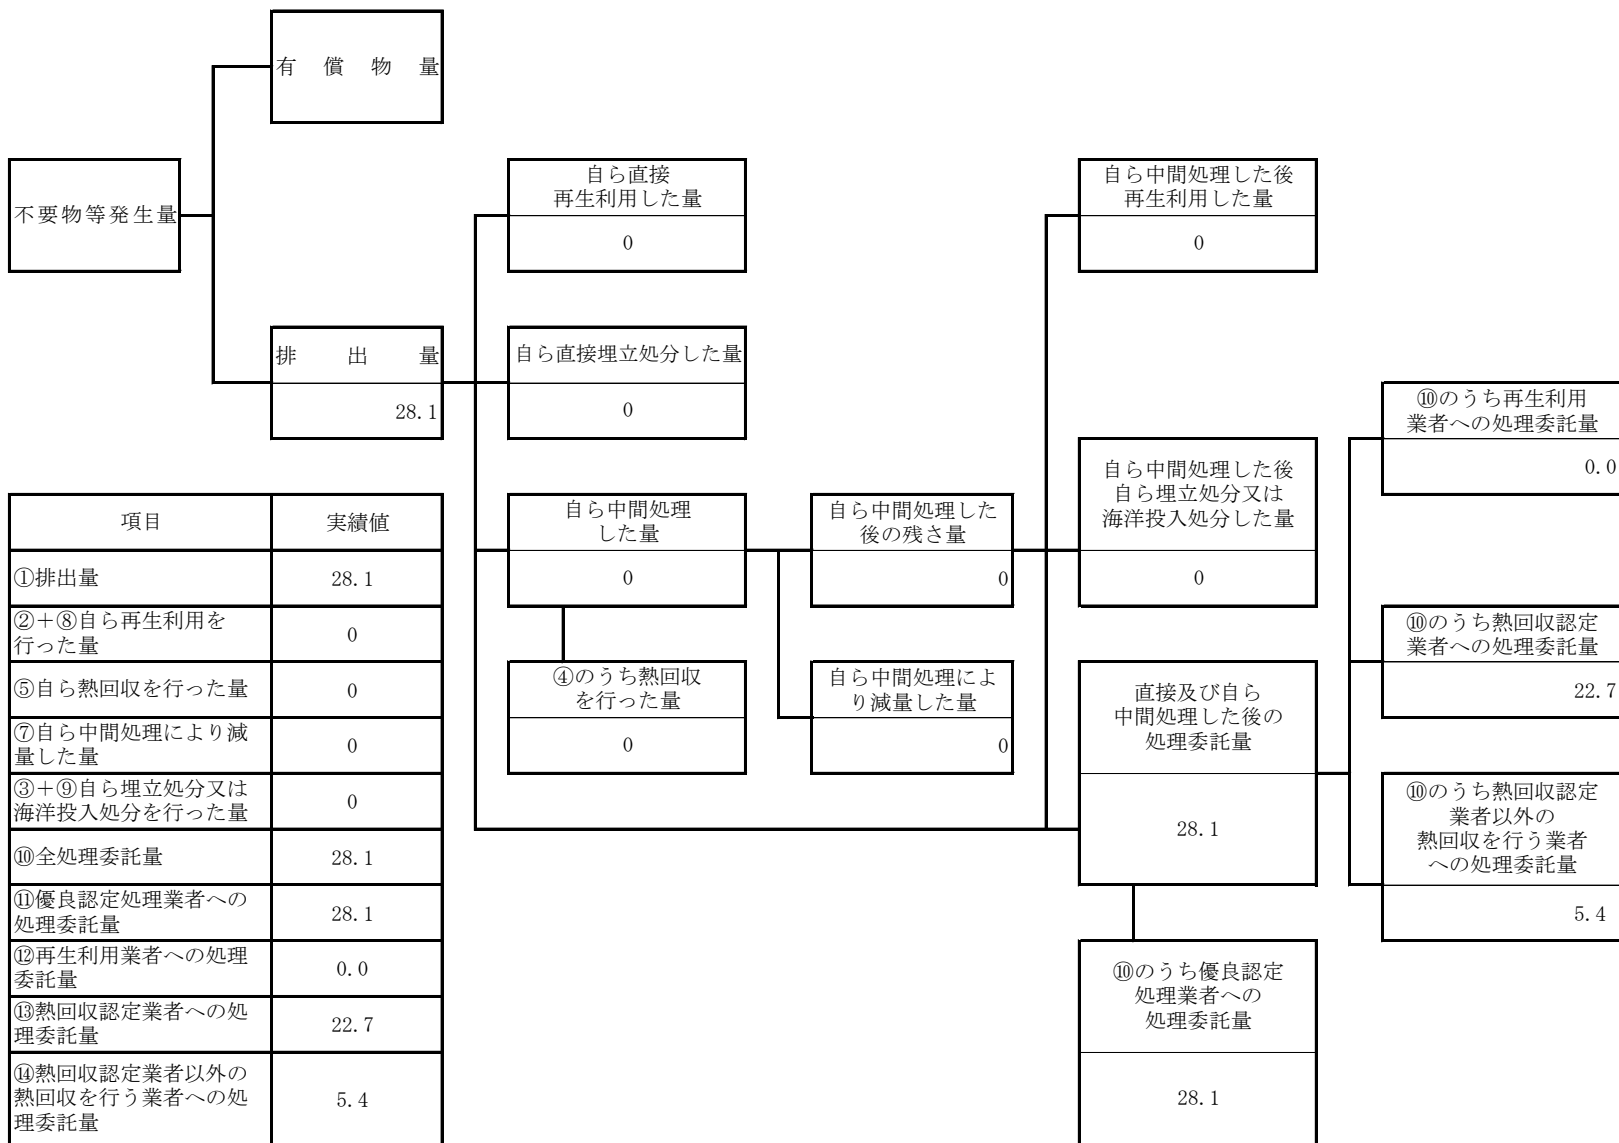 有償物量
不要物等発生量
排出量
28.1
自ら直接
再生利用した量
0
自ら直接埋立処分した量
0
自ら中間処理
した量
0
④のうち熱回収
を行った量
0
自ら中間処理した
後の残さ量
0
自ら中間処理によ
り減量した量
0
自ら中間処理した後
再生利用した量
0
自ら中間処理した後
自ら埋立処分又は
海洋投入処分した量
0
直接及び自ら
中間処理した後の
処理委託量
28.1
⑩のうち優良認定
処理業者への
処理委託量
28.1
⑩のうち再生利用
業者への処理委託量
0.0
⑩のうち熱回収認定
業者への処理委託量
22.7
⑩のうち熱回収認定
業者以外の
熱回収を行う業者
への処理委託量
5.4
項目 実績値
①排出量 28.1
②+⑧自ら再生利用を
行った量 0
⑤自ら熱回収を行った量 0
⑦自ら中間処理により減
量した量 0
③+⑨自ら埋立処分又は
海洋投入処分を行った量 0
⑩全処理委託量 28.1
⑪優良認定処理業者への
処理委託量 28.1
⑫再生利用業者への処理
委託量 0.0
⑬熱回収認定業者への処
理委託量 22.7
⑭熱回収認定業者以外の
熱回収を行う業者への処
理委託量 5.4